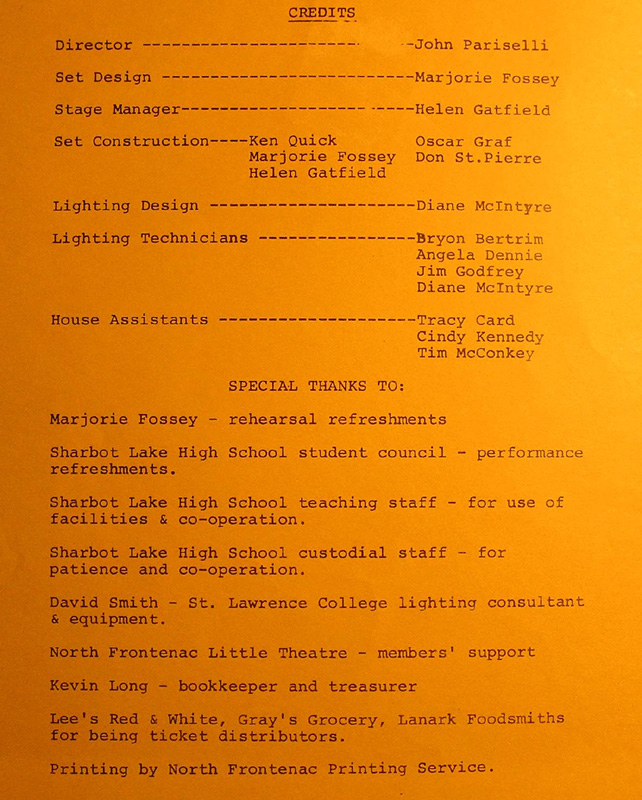 CREDITS
Director --------------------------- --John Pariselli
Set Design -------------------------Marjorie Fossey
Stage Manager------------------- -----Helen Gatfield
Set Construction----Ken Quick Oscar Graf
Marjorie Fossey Don St.Pierre
Helen Gatfield
Lighting Design --------------------Diane McIntyre
Lighting Technicians ----------------Bryon Bertrim
Angela Dennie
Jim Godfrey
Diane McIntyre
House Assistants --------------------Tracy Card
Cindy Kennedy
Tim McConkey
SPECIAL THANKS TO:
Marjorie Fossey - rehearsal refreshments
Sharbot Lake High School student council - performance
refreshments.
Sharbot Lake High School teaching staff - for use of
facilities & co-operation.
Sharbot Lake High School custodial staff - for
patience and co-operation.
David Smith - St. Lawrence College lighting consultant
& equipment.
North Frontenac Little Theatre - members' support
Kevin Long - bookkeeper and treasurer
Lee's Red & White, Gray's Grocery, Lanark Foodsmiths
for being ticket distributors.
Printing by North Frontenac Printing Service.